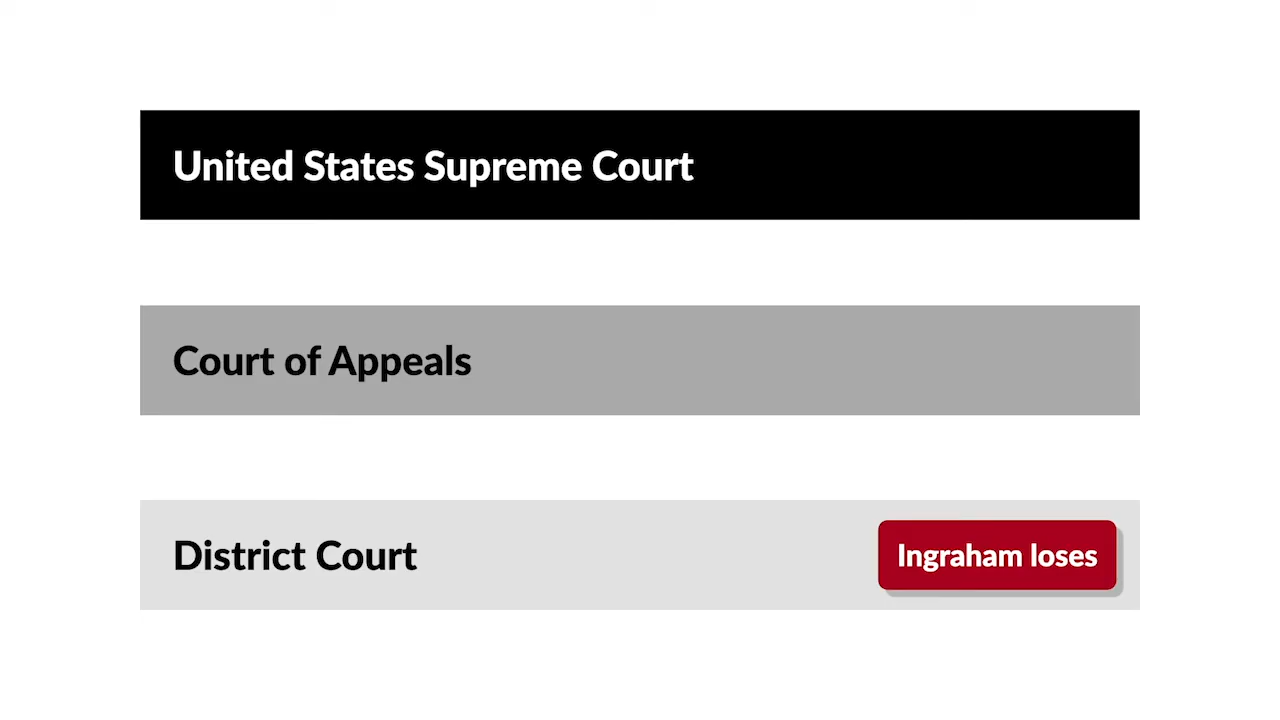 United States Supreme Court
Court of Appeals
District Court
Ingraham loses